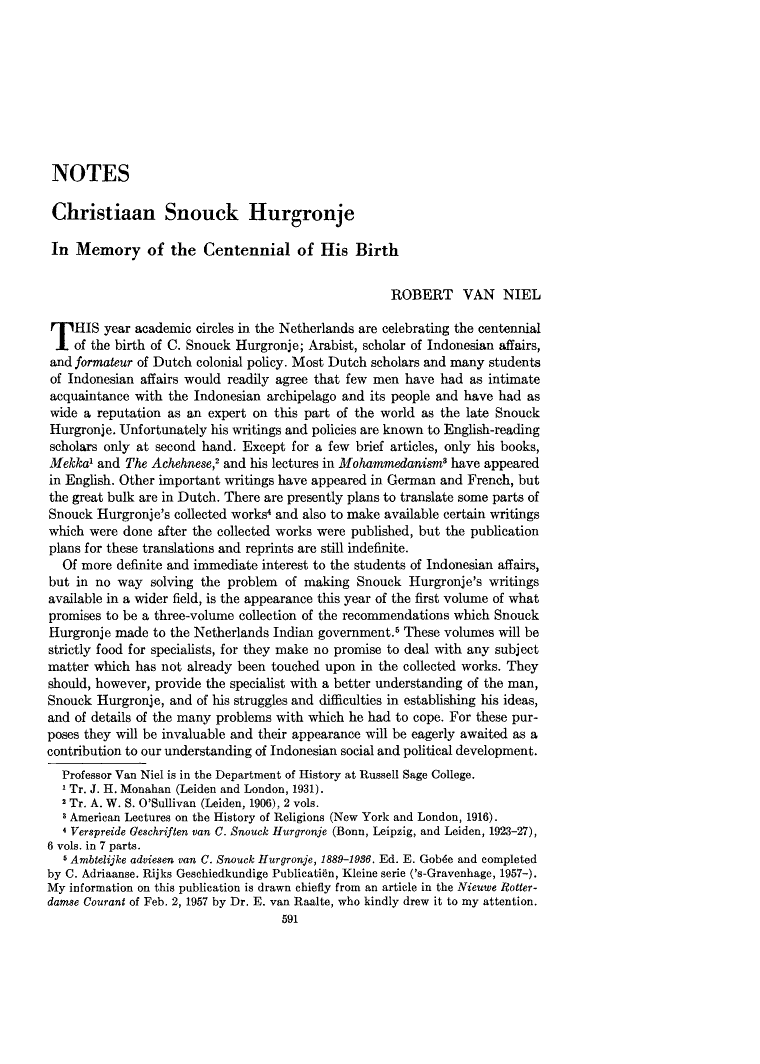 NOTES
Christiaan Snouck Hurgronje
In Memory of the Centennial of His Birth
ROBERT VAN NIEL
THIS year academic circles in the Netherlands are celebrating the centennial
of the birth of C. Snouck Hurgronje; Arabist, scholar of Indonesian affairs,
and formateur of Dutch colonial policy. Most Dutch scholars and many students
of Indonesian affairs would readily agree that few men have had as intimate
acquaintance with the Indonesian archipelago and its people and have had as
wide a reputation as an expert on this part of the world as the late Snouck
Hurgronje. Unfortunately his writings and policies are known to English-reading
scholars only at second hand. Except for a few brief articles, only his books,
Mekka¹ and The Achehnese,² and his lectures in Mohammedanism³ have appeared
in English. Other important writings have appeared in German and French, but
the great bulk are in Dutch. There are presently plans to translate some parts of
Snouck Hurgronje's collected works⁴ and also to make available certain writings
which were done after the collected works were published, but the publication
plans for these translations and reprints are still indefinite.
Of more definite and immediate interest to the students of Indonesian affairs,
but in no way solving the problem of making Snouck Hurgronje's writings
available in a wider field, is the appearance this year of the first volume of what
promises to be a three-volume collection of the recommendations which Snouck
Hurgronje made to the Netherlands Indian government.⁵ These volumes will be
strictly food for specialists, for they make no promise to deal with any subject
matter which has not already been touched upon in the collected works. They
should, however, provide the specialist with a better understanding of the man,
Snouck Hurgronje, and of his struggles and difficulties in establishing his ideas,
and of details of the many problems with which he had to cope. For these pur-
poses they will be invaluable and their appearance will be eagerly awaited as a
contribution to our understanding of Indonesian social and political development.
Professor Van Niel is in the Department of History at Russell Sage College.
¹ Tr. J. H. Monahan (Leiden and London, 1931).
² Tr. A. W. S. O'Sullivan (Leiden, 1906), 2 vols.
³ American Lectures on the History of Religions (New York and London, 1916).
⁴ Verspreide Geschriften van C. Snouck Hurgronje (Bonn, Leipzig, and Leiden, 1923–27),
6 vols. in 7 parts.
⁵ Ambtelijke adviesen van C. Snouck Hurgronje, 1889–1936. Ed. E. Gobée and completed
by C. Adriaanse. Rijks Geschiedkundige Publicatiën, Kleine serie ('s-Gravenhage, 1957–).
My information on this publication is drawn chiefly from an article in the Nieuwe Rotter-
damse Courant of Feb. 2, 1957 by Dr. E. van Raalte, who kindly drew it to my attention.
591